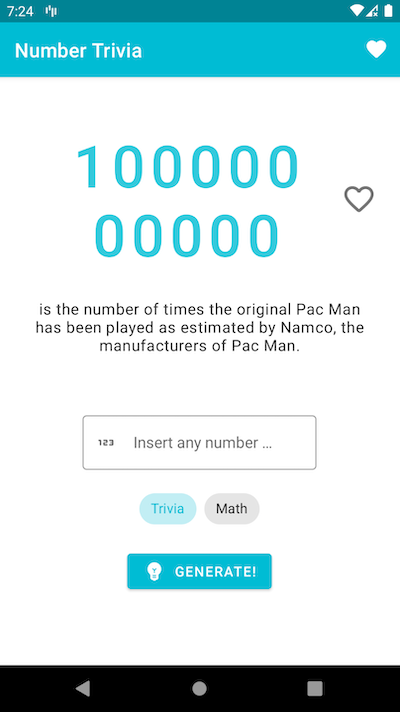 7:24
Number Trivia
100000
00000
is the number of times the original Pac Man
has been played as estimated by Namco, the
manufacturers of Pac Man.
123 Insert any number ...
Trivia Math
GENERATE!